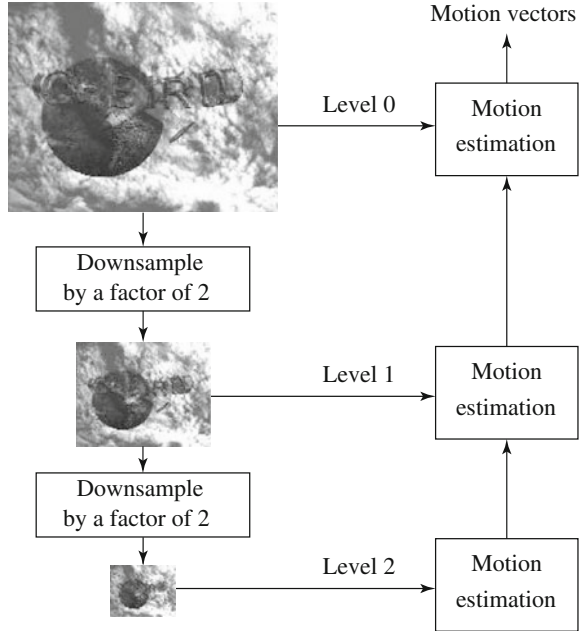 Motion vectors
Level 0
Motion
estimation
Downsample
by a factor of 2
Level 1
Motion
estimation
Downsample
by a factor of 2
Level 2
Motion
estimation